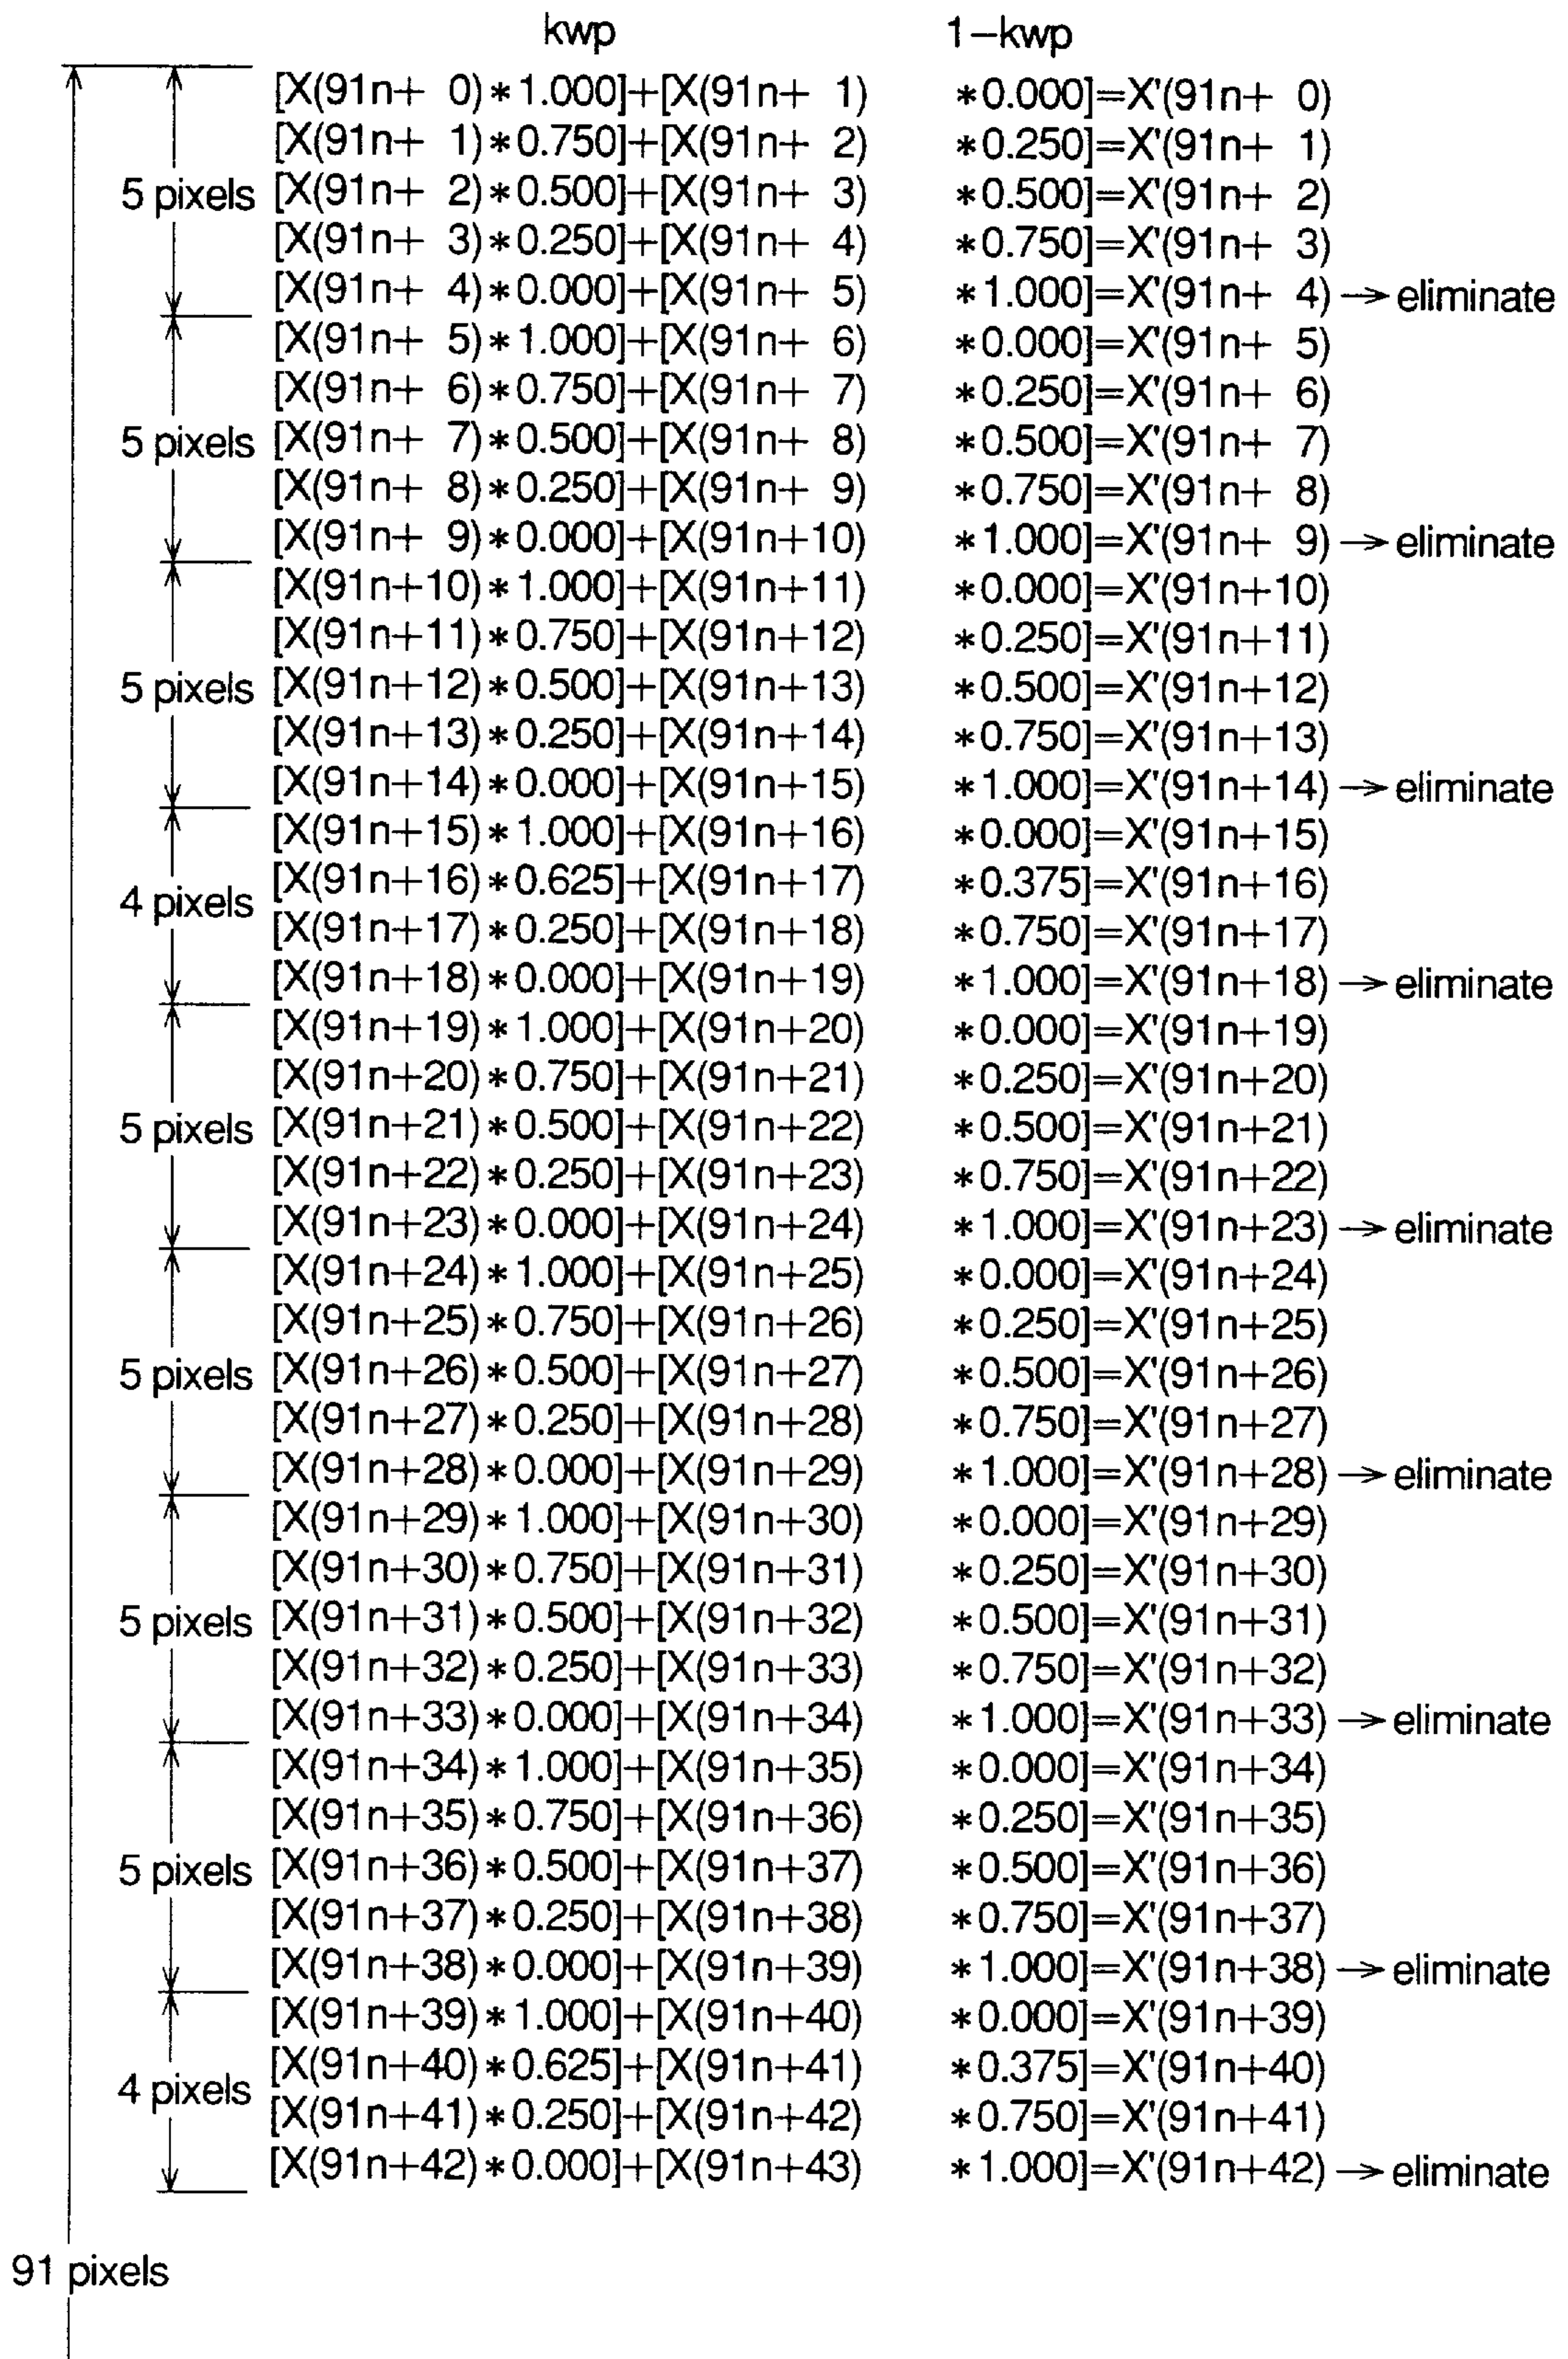 kwp 1-kwp
[X(91n+ 0)*1.000]+[X(91n+ 1) *0.000]=X'(91n+ 0)
[X(91n+ 1)*0.750]+[X(91n+ 2) *0.250]=X'(91n+ 1)
5 pixels [X(91n+ 2)*0.500]+[X(91n+ 3) *0.500]=X'(91n+ 2)
[X(91n+ 3)*0.250]+[X(91n+ 4) *0.750]=X'(91n+ 3)
[X(91n+ 4)*0.000]+[X(91n+ 5) *1.000]=X'(91n+ 4)→eliminate
[X(91n+ 5)*1.000]+[X(91n+ 6) *0.000]=X'(91n+ 5)
[X(91n+ 6)*0.750]+[X(91n+ 7) *0.250]=X'(91n+ 6)
5 pixels [X(91n+ 7)*0.500]+[X(91n+ 8) *0.500]=X'(91n+ 7)
[X(91n+ 8)*0.250]+[X(91n+ 9) *0.750]=X'(91n+ 8)
[X(91n+ 9)*0.000]+[X(91n+10) *1.000]=X'(91n+ 9)→eliminate
[X(91n+10)*1.000]+[X(91n+11) *0.000]=X'(91n+10)
[X(91n+11)*0.750]+[X(91n+12) *0.250]=X'(91n+11)
5 pixels [X(91n+12)*0.500]+[X(91n+13) *0.500]=X'(91n+12)
[X(91n+13)*0.250]+[X(91n+14) *0.750]=X'(91n+13)
[X(91n+14)*0.000]+[X(91n+15) *1.000]=X'(91n+14)→eliminate
[X(91n+15)*1.000]+[X(91n+16) *0.000]=X'(91n+15)
4 pixels [X(91n+16)*0.625]+[X(91n+17) *0.375]=X'(91n+16)
[X(91n+17)*0.250]+[X(91n+18) *0.750]=X'(91n+17)
[X(91n+18)*0.000]+[X(91n+19) *1.000]=X'(91n+18)→eliminate
[X(91n+19)*1.000]+[X(91n+20) *0.000]=X'(91n+19)
[X(91n+20)*0.750]+[X(91n+21) *0.250]=X'(91n+20)
5 pixels [X(91n+21)*0.500]+[X(91n+22) *0.500]=X'(91n+21)
[X(91n+22)*0.250]+[X(91n+23) *0.750]=X'(91n+22)
[X(91n+23)*0.000]+[X(91n+24) *1.000]=X'(91n+23)→eliminate
[X(91n+24)*1.000]+[X(91n+25) *0.000]=X'(91n+24)
[X(91n+25)*0.750]+[X(91n+26) *0.250]=X'(91n+25)
5 pixels [X(91n+26)*0.500]+[X(91n+27) *0.500]=X'(91n+26)
[X(91n+27)*0.250]+[X(91n+28) *0.750]=X'(91n+27)
[X(91n+28)*0.000]+[X(91n+29) *1.000]=X'(91n+28)→eliminate
[X(91n+29)*1.000]+[X(91n+30) *0.000]=X'(91n+29)
[X(91n+30)*0.750]+[X(91n+31) *0.250]=X'(91n+30)
5 pixels [X(91n+31)*0.500]+[X(91n+32) *0.500]=X'(91n+31)
[X(91n+32)*0.250]+[X(91n+33) *0.750]=X'(91n+32)
[X(91n+33)*0.000]+[X(91n+34) *1.000]=X'(91n+33)→eliminate
[X(91n+34)*1.000]+[X(91n+35) *0.000]=X'(91n+34)
[X(91n+35)*0.750]+[X(91n+36) *0.250]=X'(91n+35)
5 pixels [X(91n+36)*0.500]+[X(91n+37) *0.500]=X'(91n+36)
[X(91n+37)*0.250]+[X(91n+38) *0.750]=X'(91n+37)
[X(91n+38)*0.000]+[X(91n+39) *1.000]=X'(91n+38)→eliminate
[X(91n+39)*1.000]+[X(91n+40) *0.000]=X'(91n+39)
4 pixels [X(91n+40)*0.625]+[X(91n+41) *0.375]=X'(91n+40)
[X(91n+41)*0.250]+[X(91n+42) *0.750]=X'(91n+41)
[X(91n+42)*0.000]+[X(91n+43) *1.000]=X'(91n+42)→eliminate
91 pixels